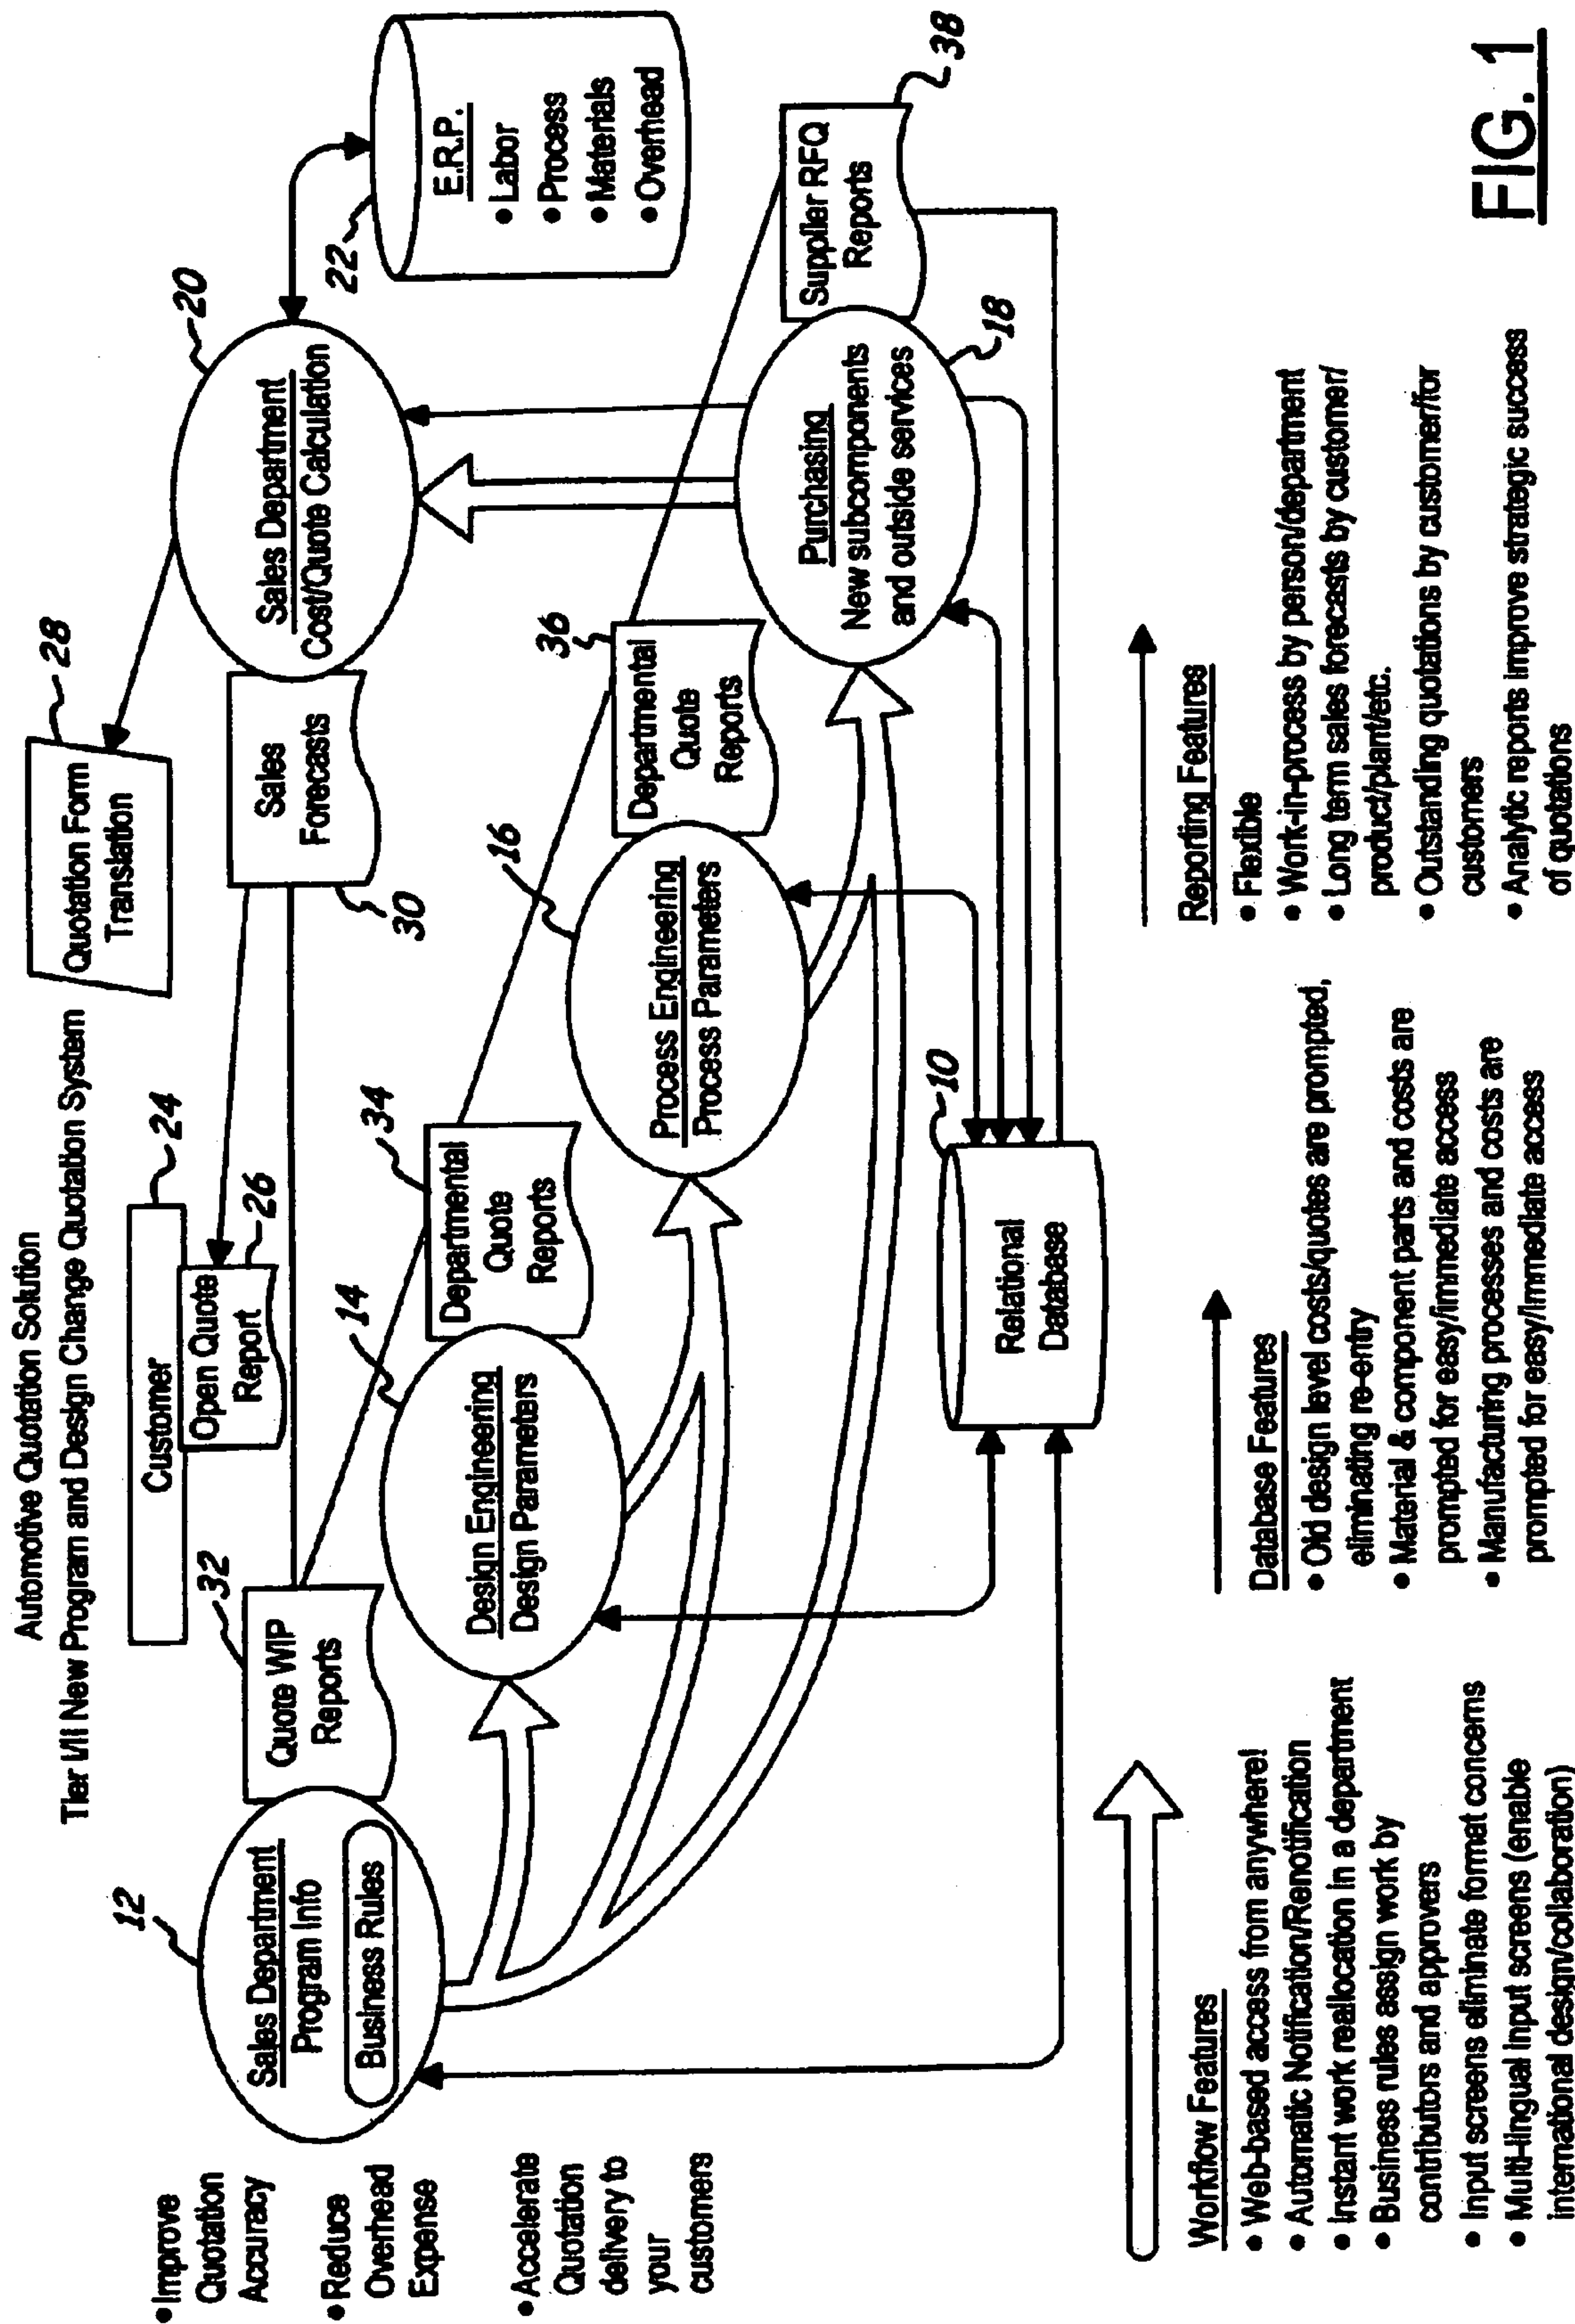 Automotive Quotation Solution
Tier I/II New Program and Design Change Quotation System
• Improve
Quotation
Accuracy
• Reduce
Overhead
Expense
• Accelerate
Quotation
delivery to
your
customers
12
Sales Department
Program Info
Business Rules
32
Quote WIP
Reports
Customer
24
Open Quote
Report
26
Quotation Form
Translation
28
Sales
Forecasts
30
Sales Department
Cost/Quote Calculation
20
22
E.R.P.
• Labor
• Process
• Materials
• Overhead
14
Design Engineering
Design Parameters
34
Departmental
Quote
Reports
16
Process Engineering
Process Parameters
36
Departmental
Quote
Reports
Purchasing
New subcomponents
and outside services
18
Supplier RFQ
Reports
38
10
Relational
Database
Workflow Features
• Web-based access from anywhere!
• Automatic Notification/Renotification
• Instant work reallocation in a department
• Business rules assign work by
contributors and approvers
• Input screens eliminate format concerns
• Multi-lingual input screens (enable
international design/collaboration)
Database Features
• Old design level costs/quotes are prompted,
eliminating re-entry
• Material & component parts and costs are
prompted for easy/immediate access
• Manufacturing processes and costs are
prompted for easy/immediate access
Reporting Features
• Flexible
• Work-in-process by person/department
• Long term sales forecasts by customer/
product/plant/etc.
• Outstanding quotations by customer/for
customers
• Analytic reports improve strategic success
of quotations
FIG. 1